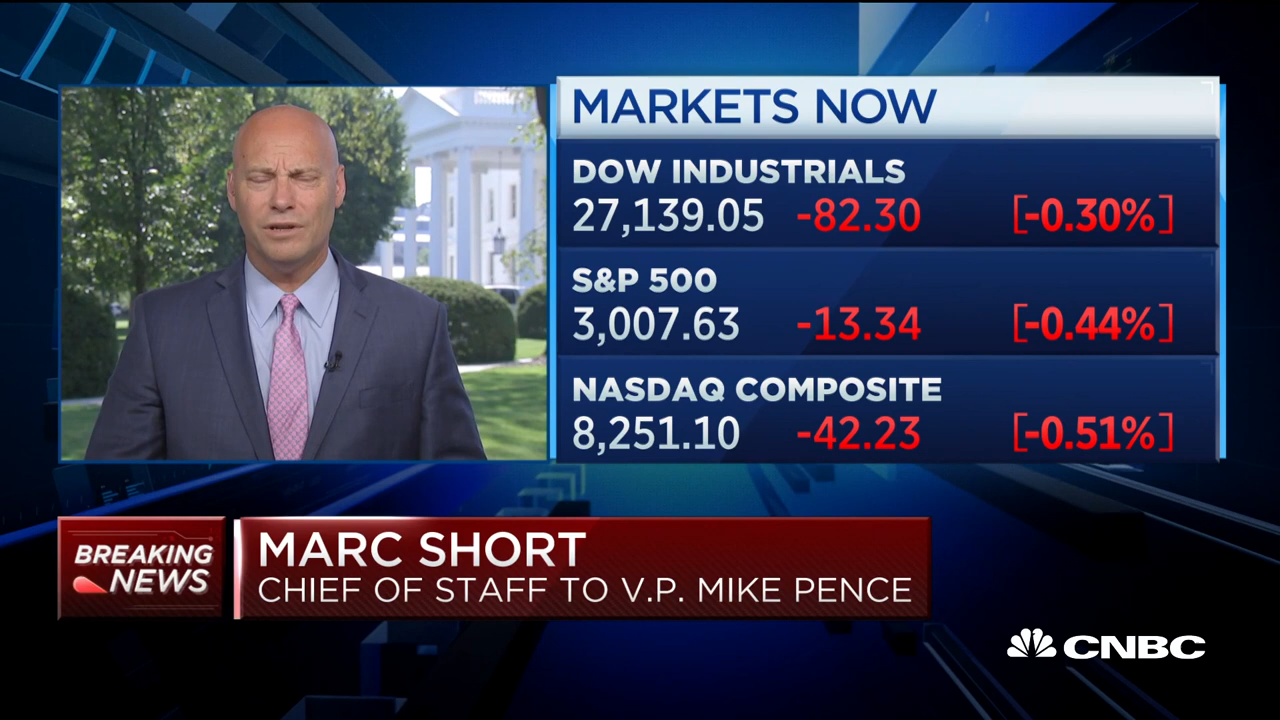 MARKETS NOW
DOW INDUSTRIALS
27,139.05 -82.30 [-0.30%]
S&P 500
3,007.63 -13.34 [-0.44%]
NASDAQ COMPOSITE
8,251.10 -42.23 [-0.51%]
BREAKING
NEWS
MARC SHORT
CHIEF OF STAFF TO V.P. MIKE PENCE
CNBC